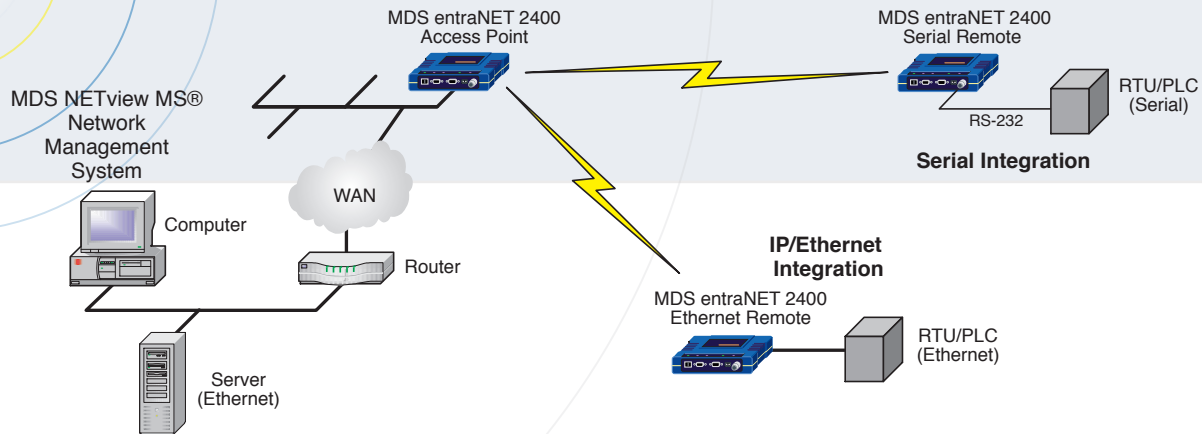 MDS entraNET 2400
Access Point
MDS entraNET 2400
Serial Remote
MDS NETview MS®
Network
Management
System
RTU/PLC
(Serial)
RS-232
Serial Integration
WAN
Computer
Router
IP/Ethernet
Integration
MDS entraNET 2400
Ethernet Remote
RTU/PLC
(Ethernet)
Server
(Ethernet)